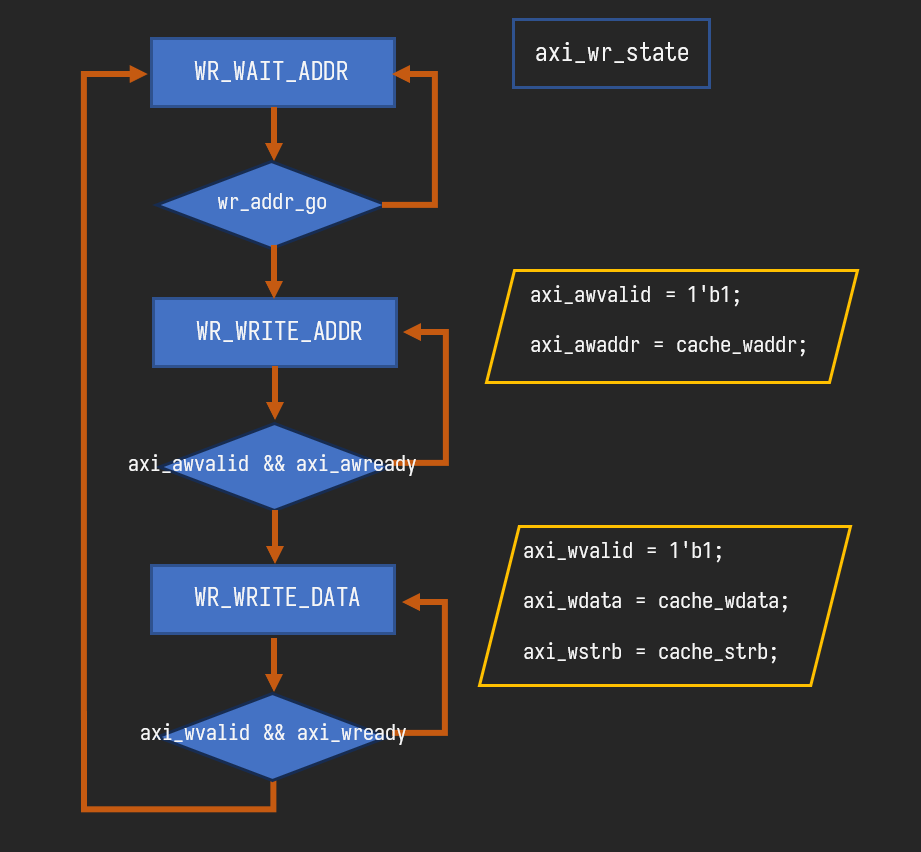 WR_WAIT_ADDR
axi_wr_state
wr_addr_go
WR_WRITE_ADDR
axi_awvalid = 1'b1;
axi_awaddr = cache_waddr;
axi_awvalid && axi_awready
WR_WRITE_DATA
axi_wvalid = 1'b1;
axi_wdata = cache_wdata;
axi_wstrb = cache_strb;
axi_wvalid && axi_wready